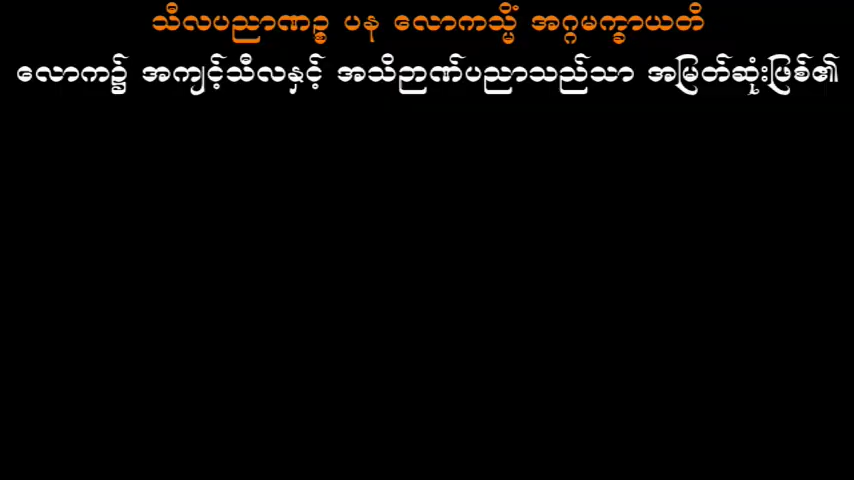 သီလပညာဏဉ္စ ပန လောကသ္မိံ အဂ္ဂမက္ခာယတိ
လောက၌ အကျင့်သီလနှင့် အသိဉာဏ်ပညာသည်သာ အမြတ်ဆုံးဖြစ်၏